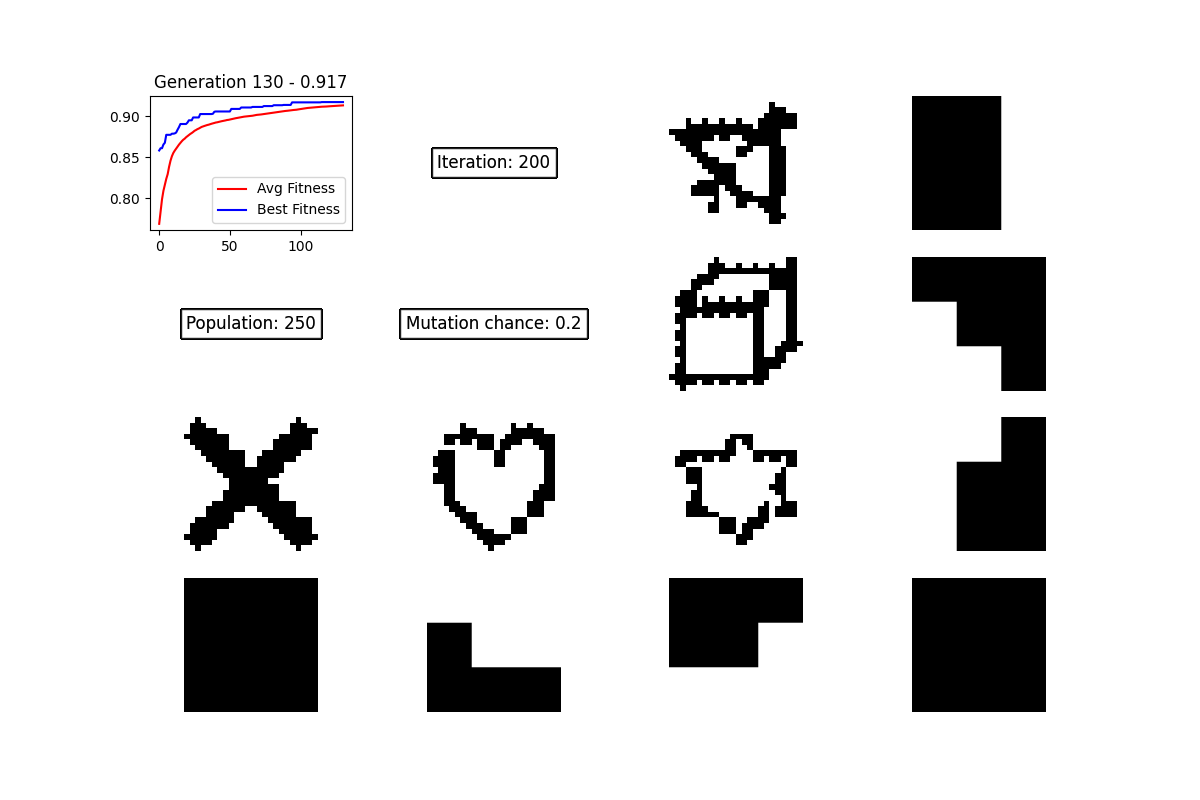 Generation 130 - 0.917
0.90
0.85
0.80
Avg Fitness
Best Fitness
0 50 100
Iteration: 200
Population: 250
Mutation chance: 0.2